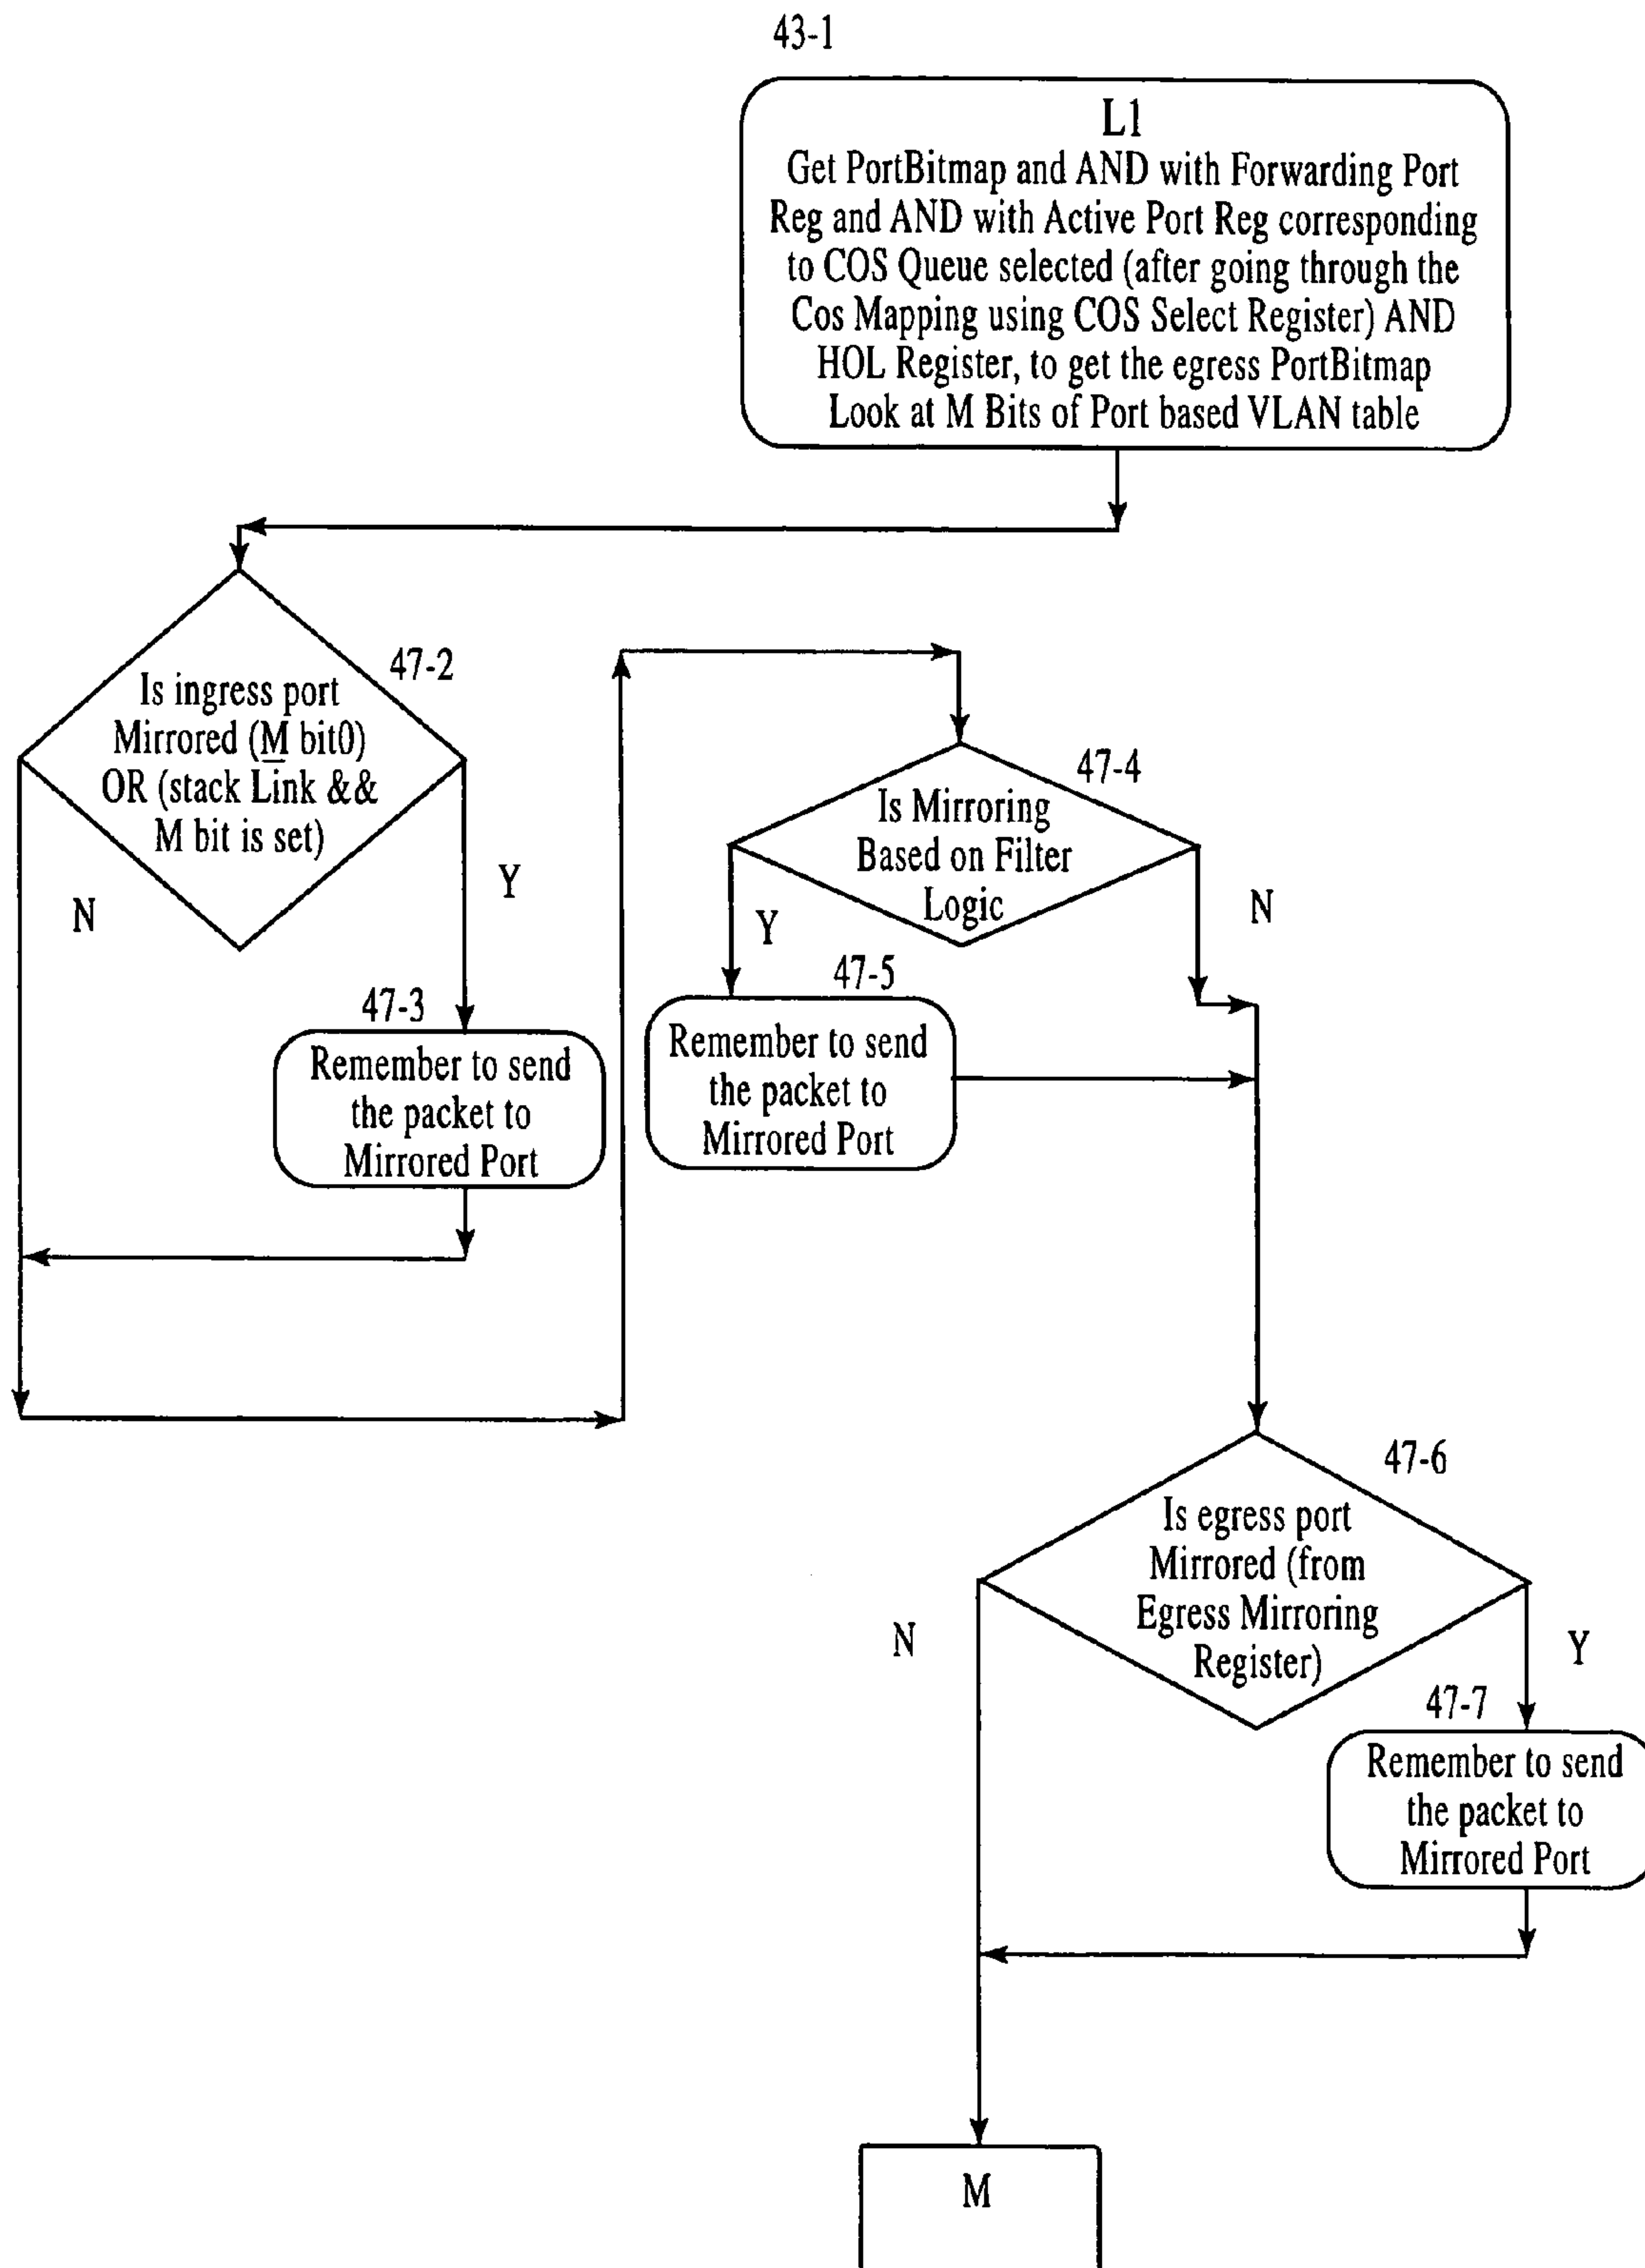 43-1
L1
Get PortBitmap and AND with Forwarding Port
Reg and AND with Active Port Reg corresponding
to COS Queue selected (after going through the
Cos Mapping using COS Select Register) AND
HOL Register, to get the egress PortBitmap
Look at M Bits of Port based VLAN table
47-2
Is ingress port
Mirrored (M bit0)
OR (stack Link &&
M bit is set)
N
Y
47-3
Remember to send
the packet to
Mirrored Port
47-4
Is Mirroring
Based on Filter
Logic
Y
N
47-5
Remember to send
the packet to
Mirrored Port
47-6
Is egress port
Mirrored (from
Egress Mirroring
Register)
N
Y
47-7
Remember to send
the packet to
Mirrored Port
M